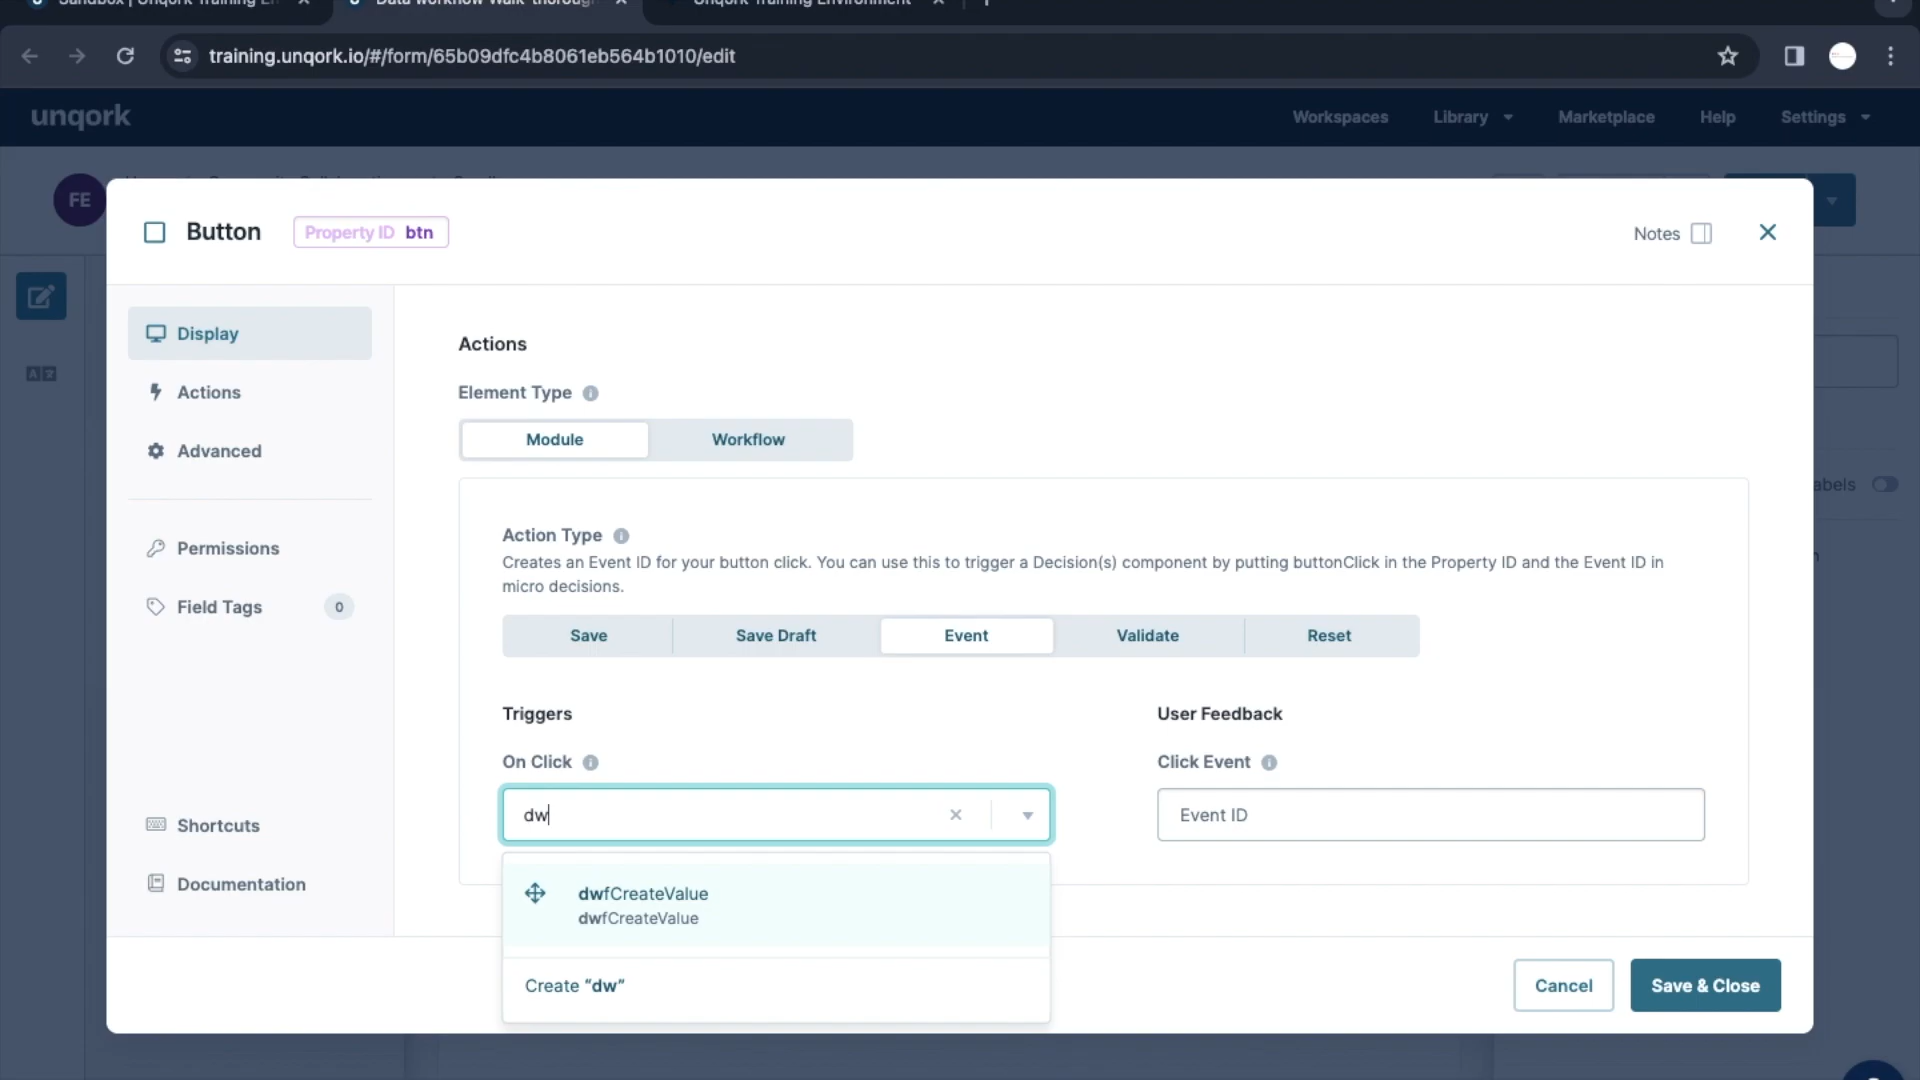 Sandbox | Unqork Training En
Data workflow Walk-thoroug
Unqork Training Environment
training.unqork.io/#/form/65b09dfc4b8061eb564b1010/edit
unqork
Workspaces
Library
Marketplace
Help
Settings
FE
Button
Property ID btn
Notes
Display
Actions
Advanced
Permissions
Field Tags 0
Shortcuts
Documentation
Actions
Element Type
Module
Workflow
Action Type
Creates an Event ID for your button click. You can use this to trigger a Decision(s) component by putting buttonClick in the Property ID and the Event ID in
micro decisions.
Save
Save Draft
Event
Validate
Reset
Triggers
User Feedback
On Click
Click Event
dw
Event ID
dwfCreateValue
dwfCreateValue
Create “dw”
abels
Cancel
Save & Close